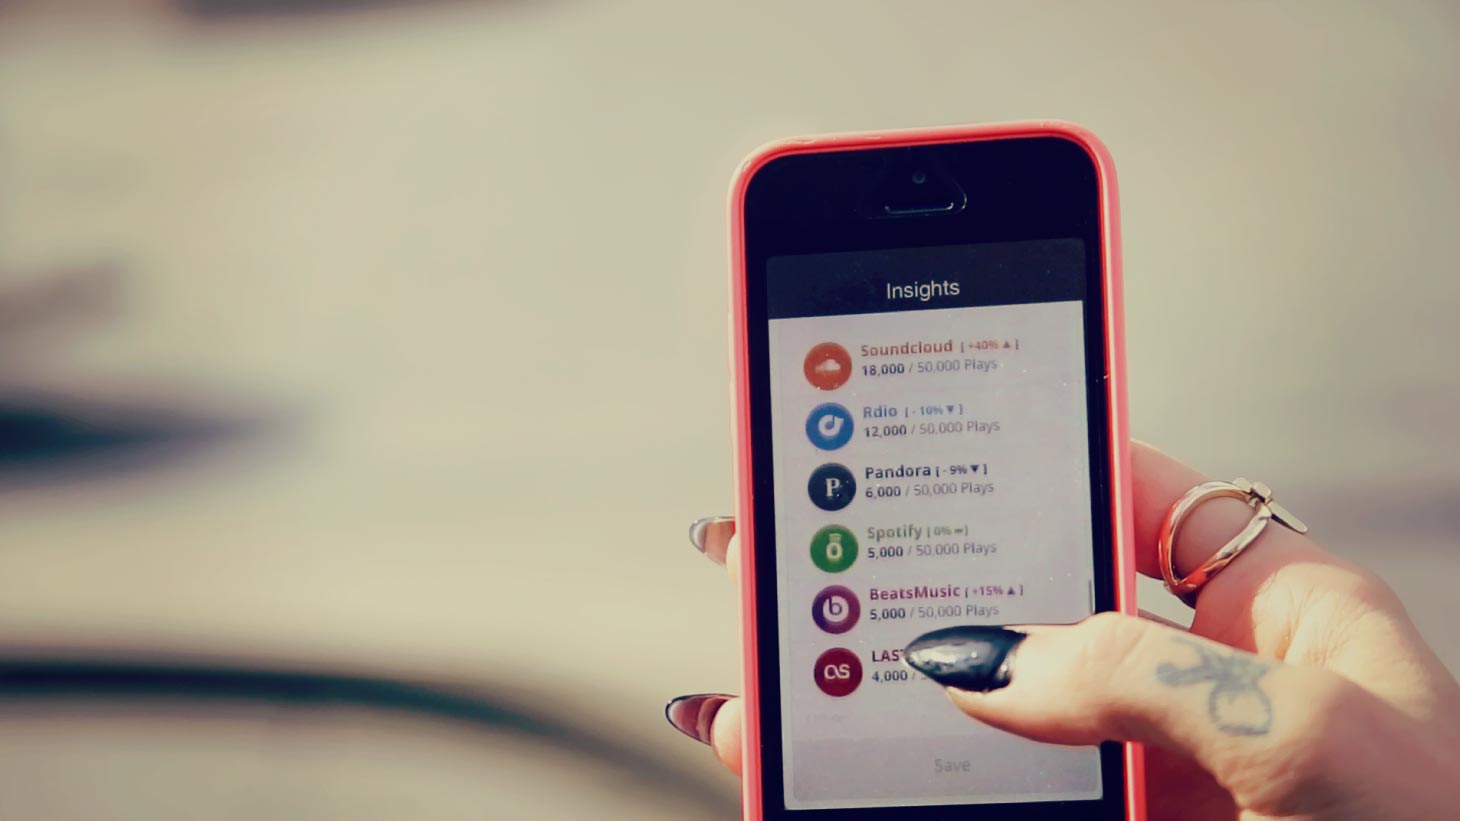 Insights
Soundcloud [ +40% ▲ ]
18,000 / 50,000 Plays
Rdio [ - 10% ▼ ]
12,000 / 50,000 Plays
Pandora [ - 9% ▼ ]
6,000 / 50,000 Plays
Spotify [ 0% = ]
5,000 / 50,000 Plays
BeatsMusic [ +15% ▲ ]
5,000 / 50,000 Plays
LAS
4,000 /
Save